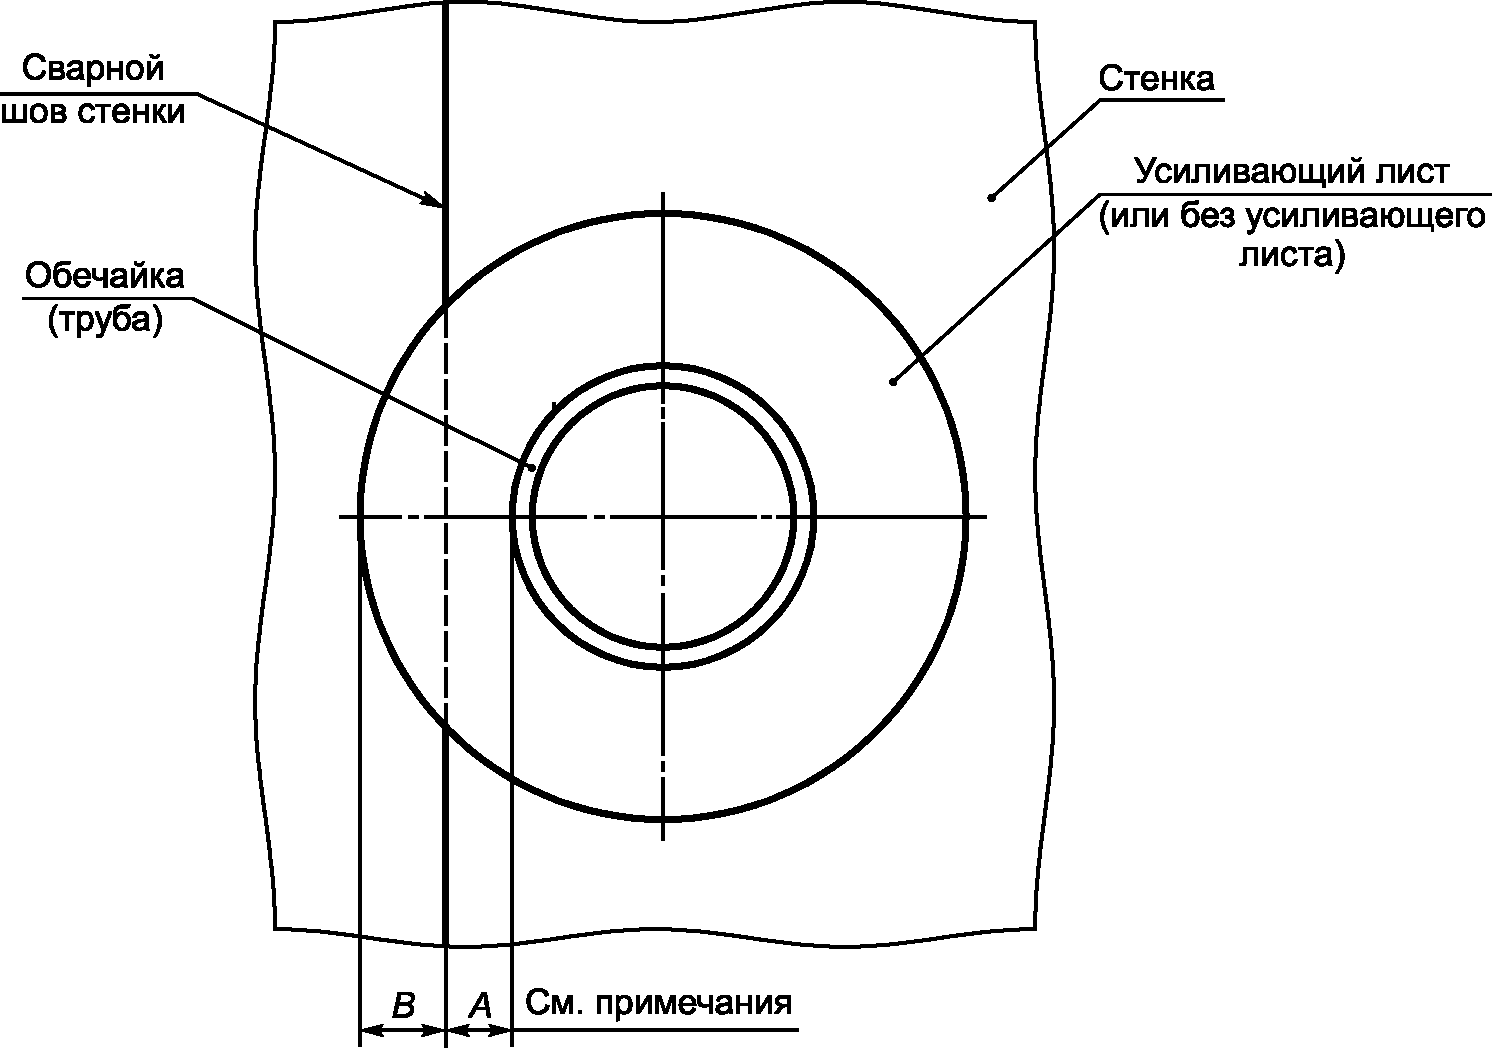 Сварной
шов стенки
Стенка
Усиливающий лист
(или без усиливающего
листа)
Обечайка
(труба)
B
A
См. примечания